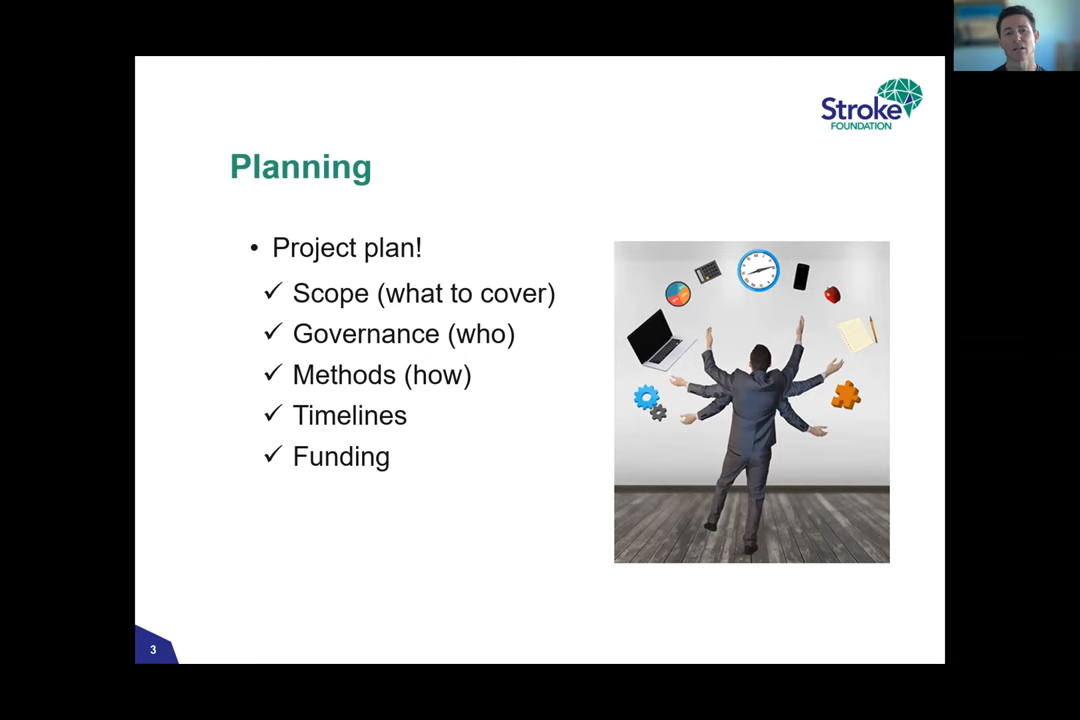 Stroke
FOUNDATION
Planning
• Project plan!
✓ Scope (what to cover)
✓ Governance (who)
✓ Methods (how)
✓ Timelines
✓ Funding
3